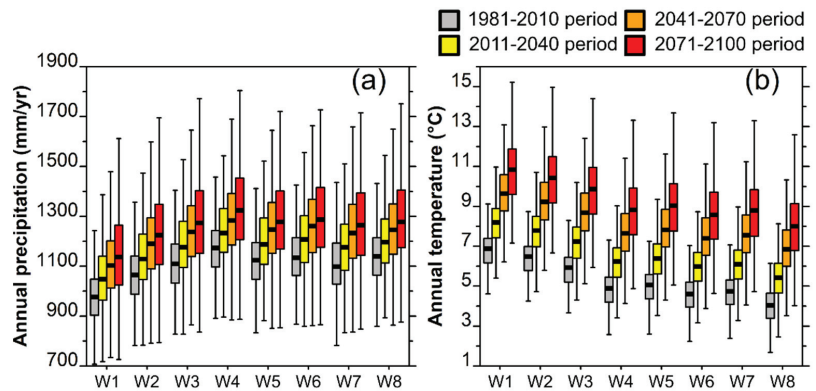 1981-2010 period 2041-2070 period
2011-2040 period 2071-2100 period
(a)
Annual precipitation (mm/yr)
1900
1700
1500
1300
1100
900
700
W1 W2 W3 W4 W5 W6 W7 W8
(b)
Annual temperature (°C)
15
13
11
9
7
5
3
1
W1 W2 W3 W4 W5 W6 W7 W8